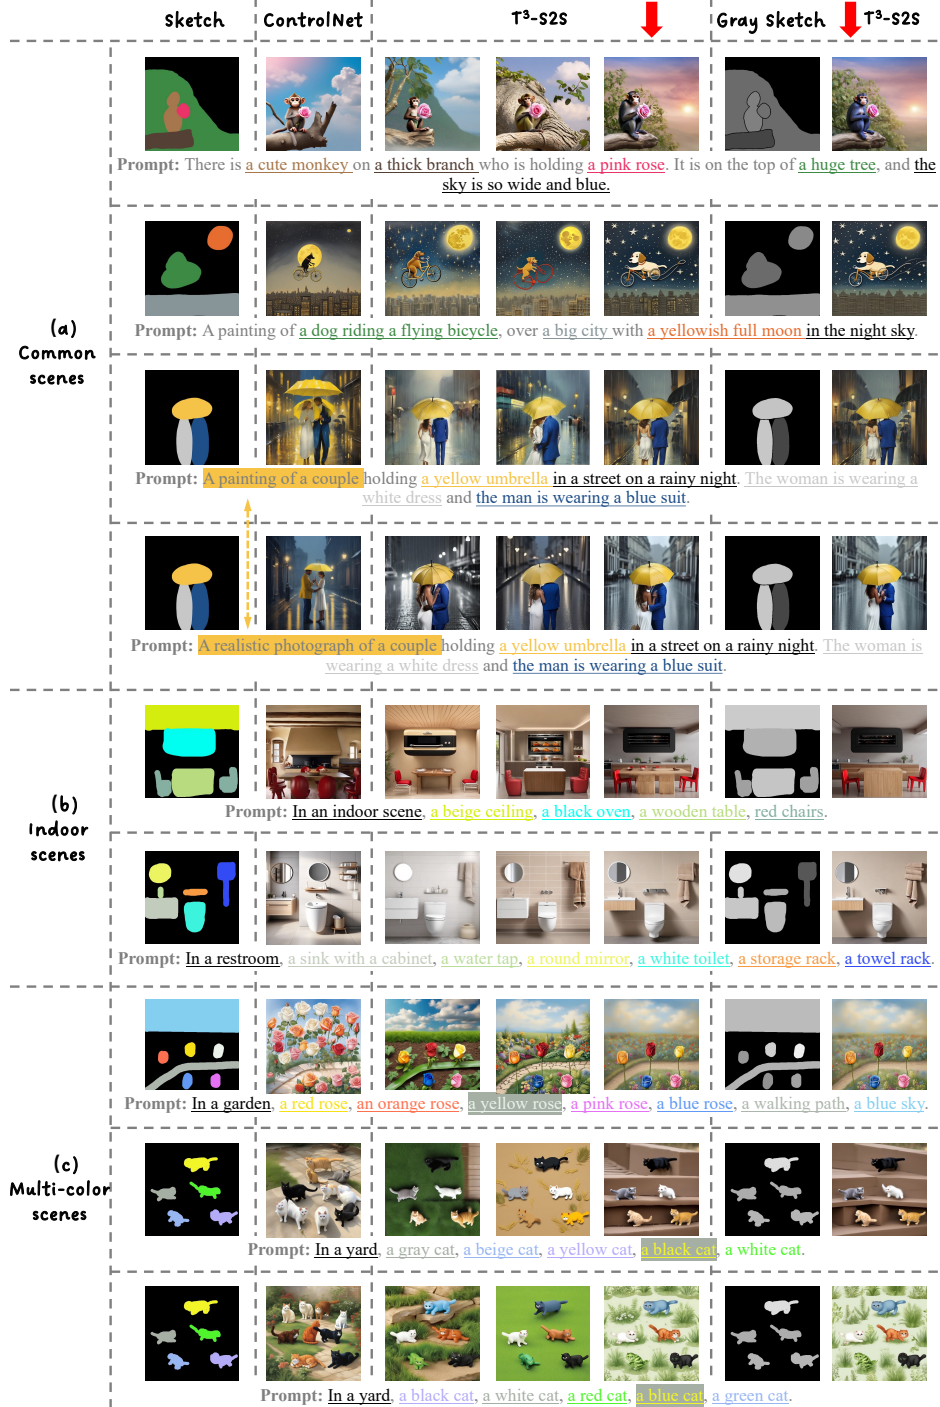 Sketch ControlNet T³-S2S Gray Sketch T³-S2S
Prompt: There is a cute monkey on a thick branch who is holding a pink rose. It is on the top of a huge tree, and the
sky is so wide and blue.
Prompt: A painting of a dog riding a flying bicycle, over a big city with a yellowish full moon in the night sky.
(a)
Common
scenes
Prompt: A painting of a couple holding a yellow umbrella in a street on a rainy night. The woman is wearing a
white dress and the man is wearing a blue suit.
Prompt: A realistic photograph of a couple holding a yellow umbrella in a street on a rainy night. The woman is
wearing a white dress and the man is wearing a blue suit.
(b)
Indoor
scenes
Prompt: In an indoor scene, a beige ceiling, a black oven, a wooden table, red chairs.
Prompt: In a restroom, a sink with a cabinet, a water tap, a round mirror, a white toilet, a storage rack, a towel rack.
Prompt: In a garden, a red rose, an orange rose, a yellow rose, a pink rose, a blue rose, a walking path, a blue sky.
(c)
Multi-color
scenes
Prompt: In a yard, a gray cat, a beige cat, a yellow cat, a black cat, a white cat.
Prompt: In a yard, a black cat, a white cat, a red cat, a blue cat, a green cat.